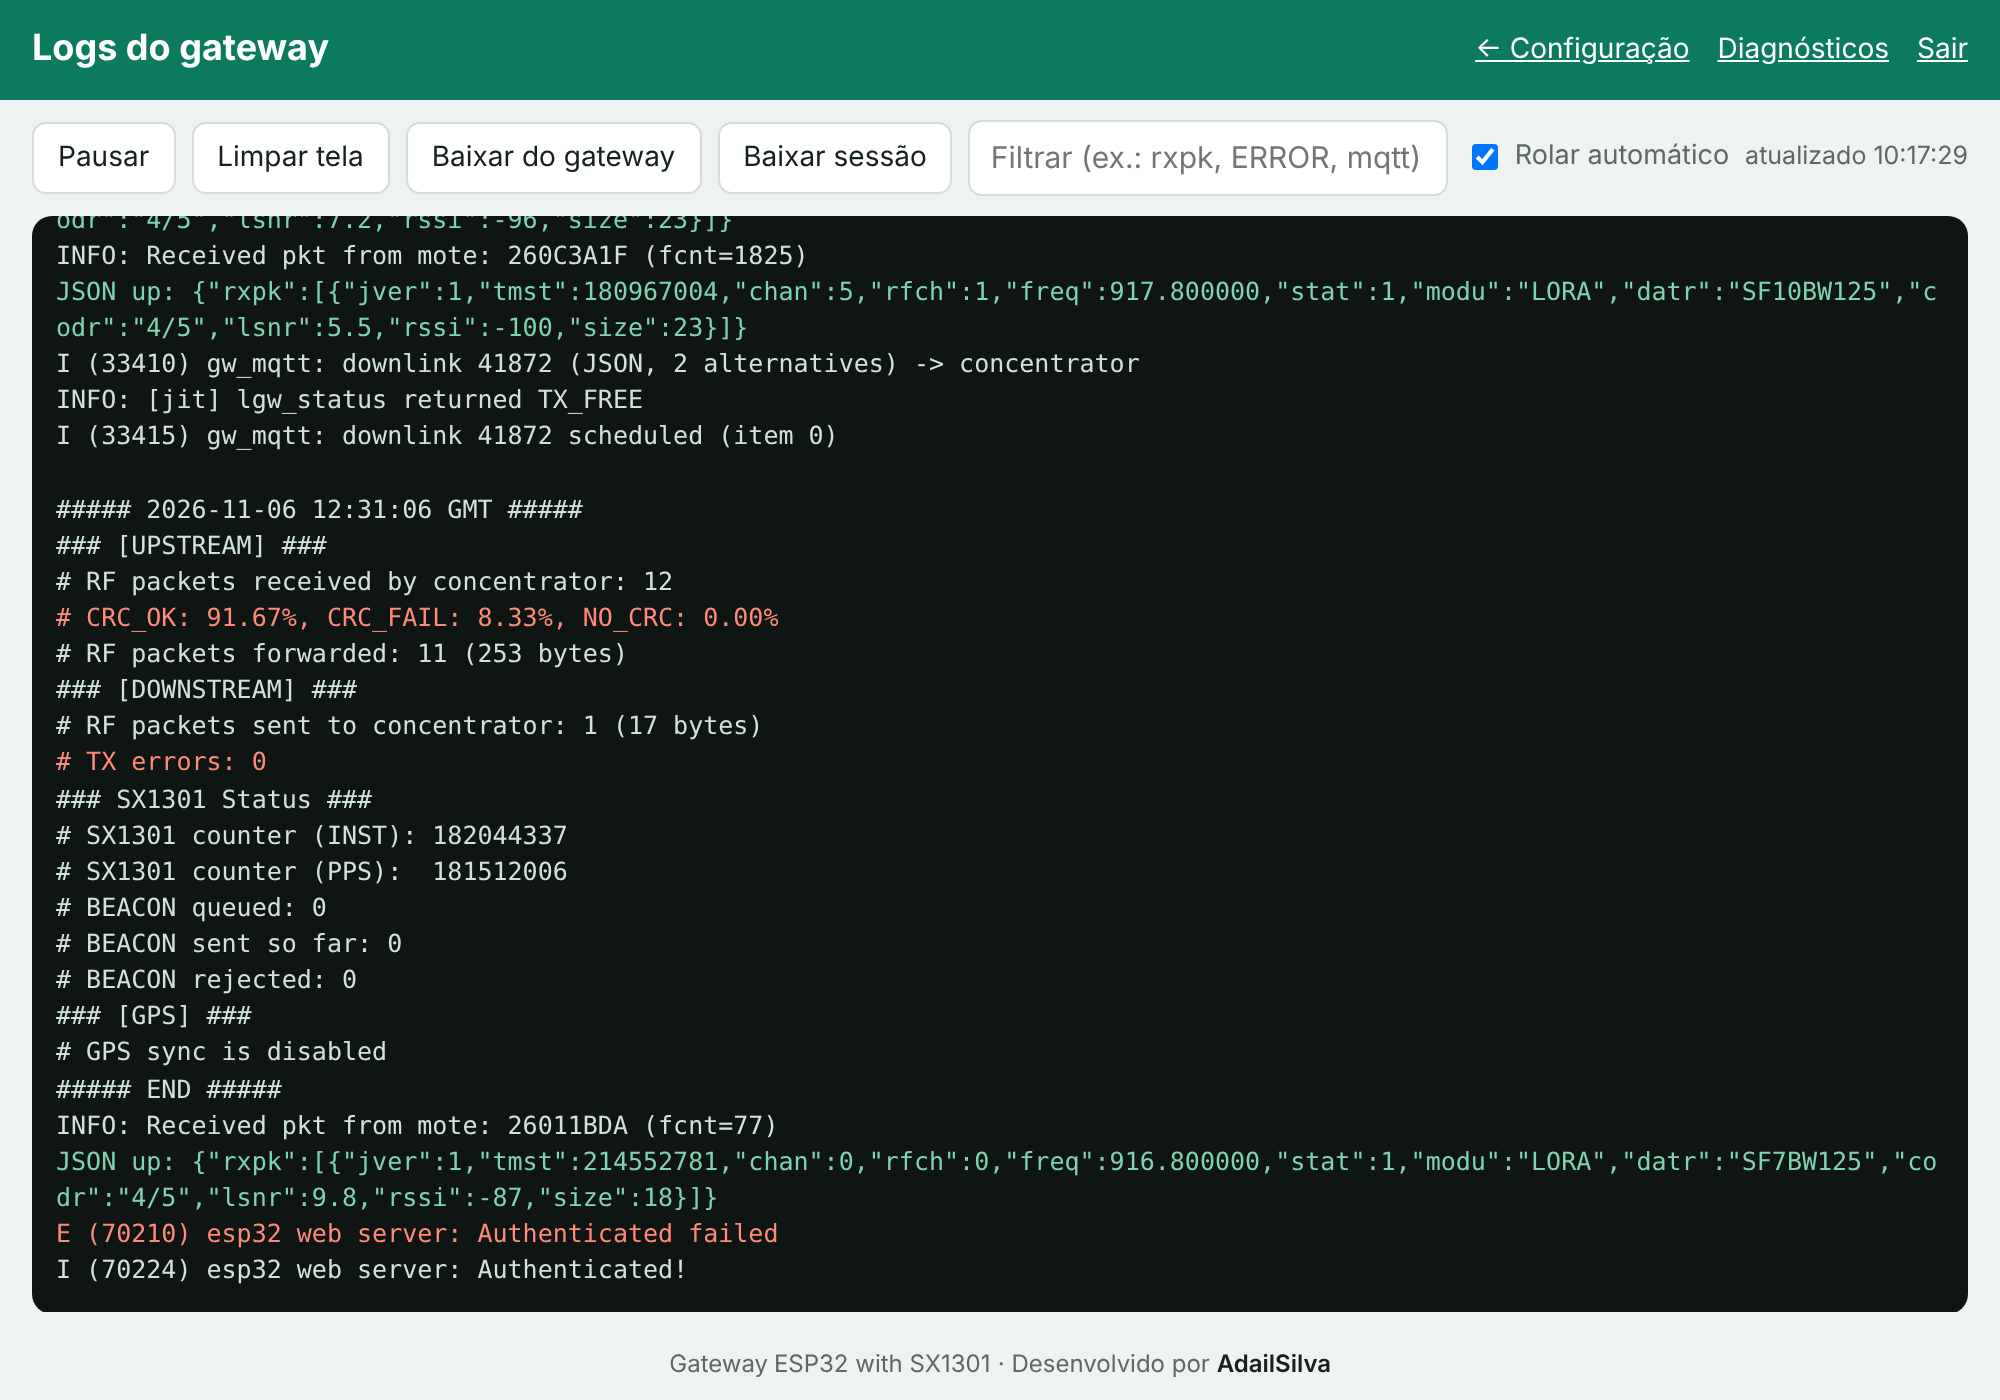 Logs do gateway
← Configuração Diagnósticos Sair
Pausar Limpar tela Baixar do gateway Baixar sessão Filtrar (ex.: rxpk, ERROR, mqtt) Rolar automático atualizado 10:17:29
odr":"4/5","lsnr":7.2,"rssi":-96,"size":23}]}
INFO: Received pkt from mote: 260C3A1F (fcnt=1825)
JSON up: {"rxpk":[{"jver":1,"tmst":180967004,"chan":5,"rfch":1,"freq":917.800000,"stat":1,"modu":"LORA","datr":"SF10BW125","c
odr":"4/5","lsnr":5.5,"rssi":-100,"size":23}]}
I (33410) gw_mqtt: downlink 41872 (JSON, 2 alternatives) -> concentrator
INFO: [jit] lgw_status returned TX_FREE
I (33415) gw_mqtt: downlink 41872 scheduled (item 0)
##### 2026-11-06 12:31:06 GMT #####
### [UPSTREAM] ###
# RF packets received by concentrator: 12
# CRC_OK: 91.67%, CRC_FAIL: 8.33%, NO_CRC: 0.00%
# RF packets forwarded: 11 (253 bytes)
### [DOWNSTREAM] ###
# RF packets sent to concentrator: 1 (17 bytes)
# TX errors: 0
### SX1301 Status ###
# SX1301 counter (INST): 182044337
# SX1301 counter (PPS):  181512006
# BEACON queued: 0
# BEACON sent so far: 0
# BEACON rejected: 0
### [GPS] ###
# GPS sync is disabled
##### END #####
INFO: Received pkt from mote: 26011BDA (fcnt=77)
JSON up: {"rxpk":[{"jver":1,"tmst":214552781,"chan":0,"rfch":0,"freq":916.800000,"stat":1,"modu":"LORA","datr":"SF7BW125","co
dr":"4/5","lsnr":9.8,"rssi":-87,"size":18}]}
E (70210) esp32 web server: Authenticated failed
I (70224) esp32 web server: Authenticated!
Gateway ESP32 with SX1301 · Desenvolvido por AdailSilva